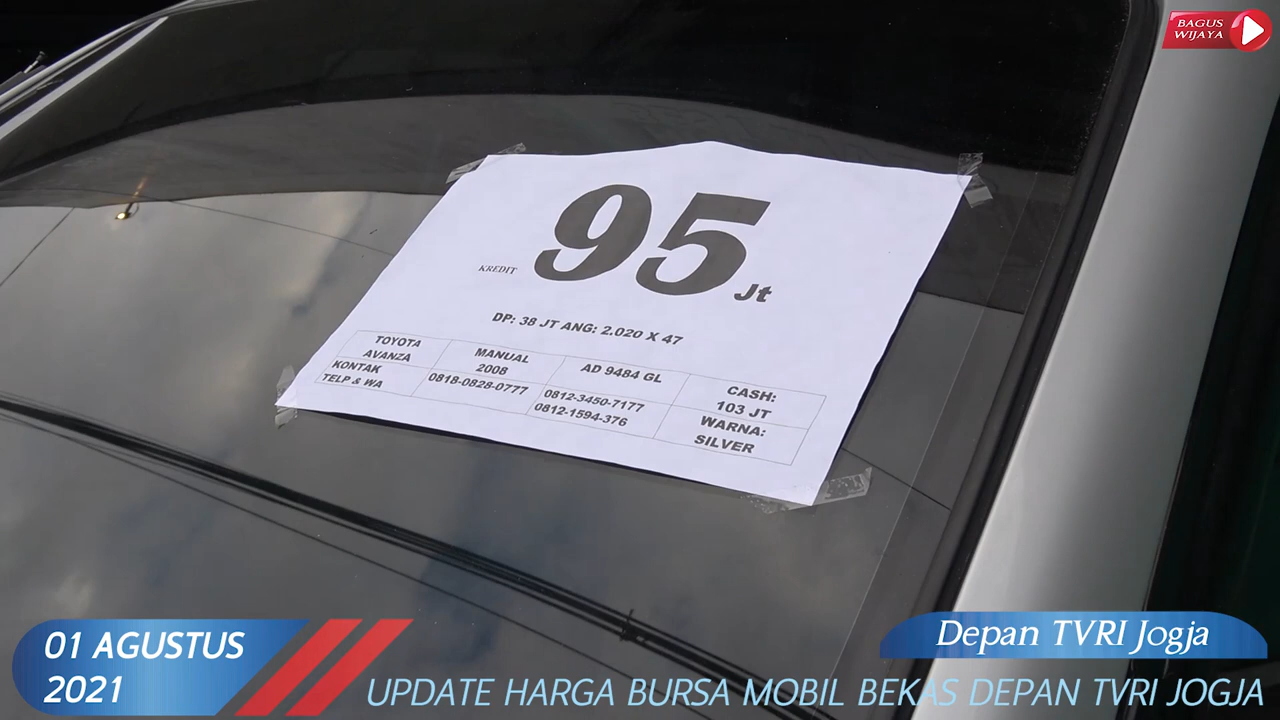 BAGUS
WIJAYA
KREDIT 95 Jt
DP: 38 JT ANG: 2.020 X 47
TOYOTA AVANZA
MANUAL 2008
AD 9484 GL
CASH: 103 JT
KONTAK TELP & WA
0818-0828-0777
0812-3450-7177
0812-1594-376
WARNA: SILVER
01 AGUSTUS
2021
Depan TVRI Jogja
UPDATE HARGA BURSA MOBIL BEKAS DEPAN TVRI JOGJA